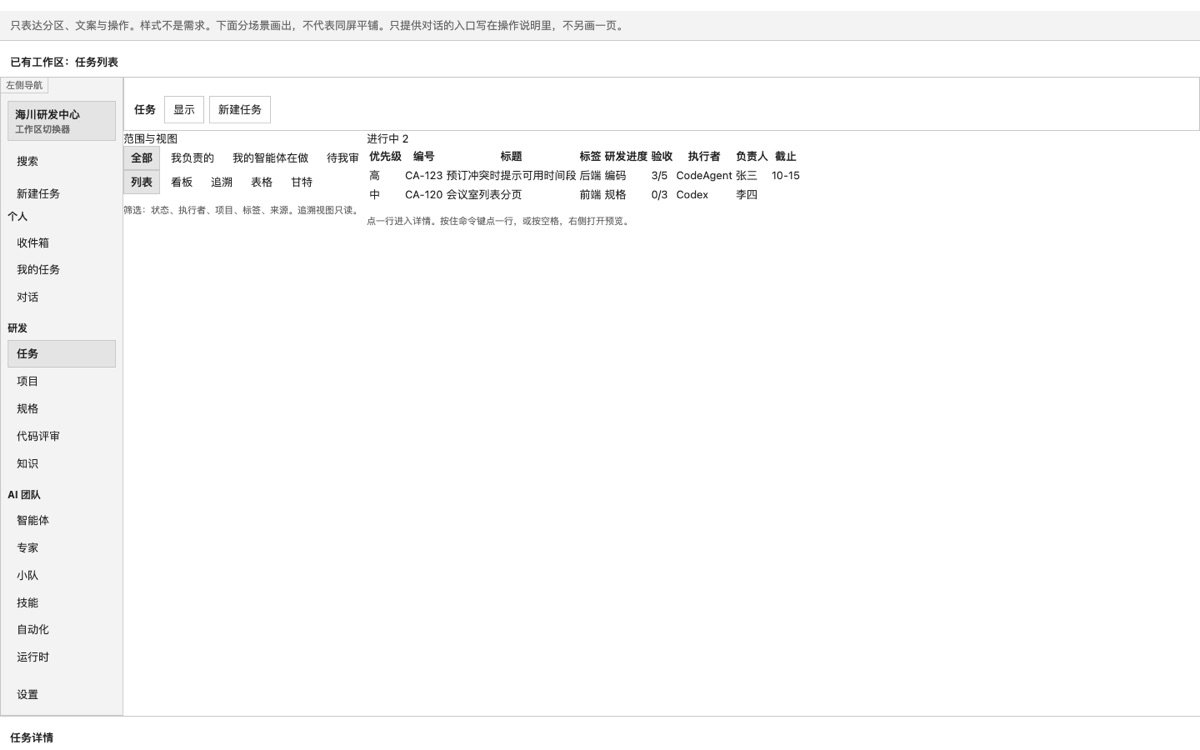 只表达分区、文案与操作。样式不是需求。下面分场景画出，不代表同屏平铺。只提供对话的入口写在操作说明里，不另画一页。
已有工作区：任务列表
左侧导航
海川研发中心
工作区切换器
搜索
新建任务
个人
收件箱
我的任务
对话
研发
任务
项目
规格
代码评审
知识
AI 团队
智能体
专家
小队
技能
自动化
运行时
设置
任务 显示 新建任务
范围与视图
全部 我负责的 我的智能体在做 待我审
列表 看板 追溯 表格 甘特
筛选：状态、执行者、项目、标签、来源。追溯视图只读。
进行中 2
优先级 编号 标题 标签 研发进度 验收 执行者 负责人 截止
高 CA-123 预订冲突时提示可用时间段 后端 编码 3/5 CodeAgent 张三 10-15
中 CA-120 会议室列表分页 前端 规格 0/3 Codex 李四
点一行进入详情。按住命令键点一行，或按空格，右侧打开预览。
任务详情